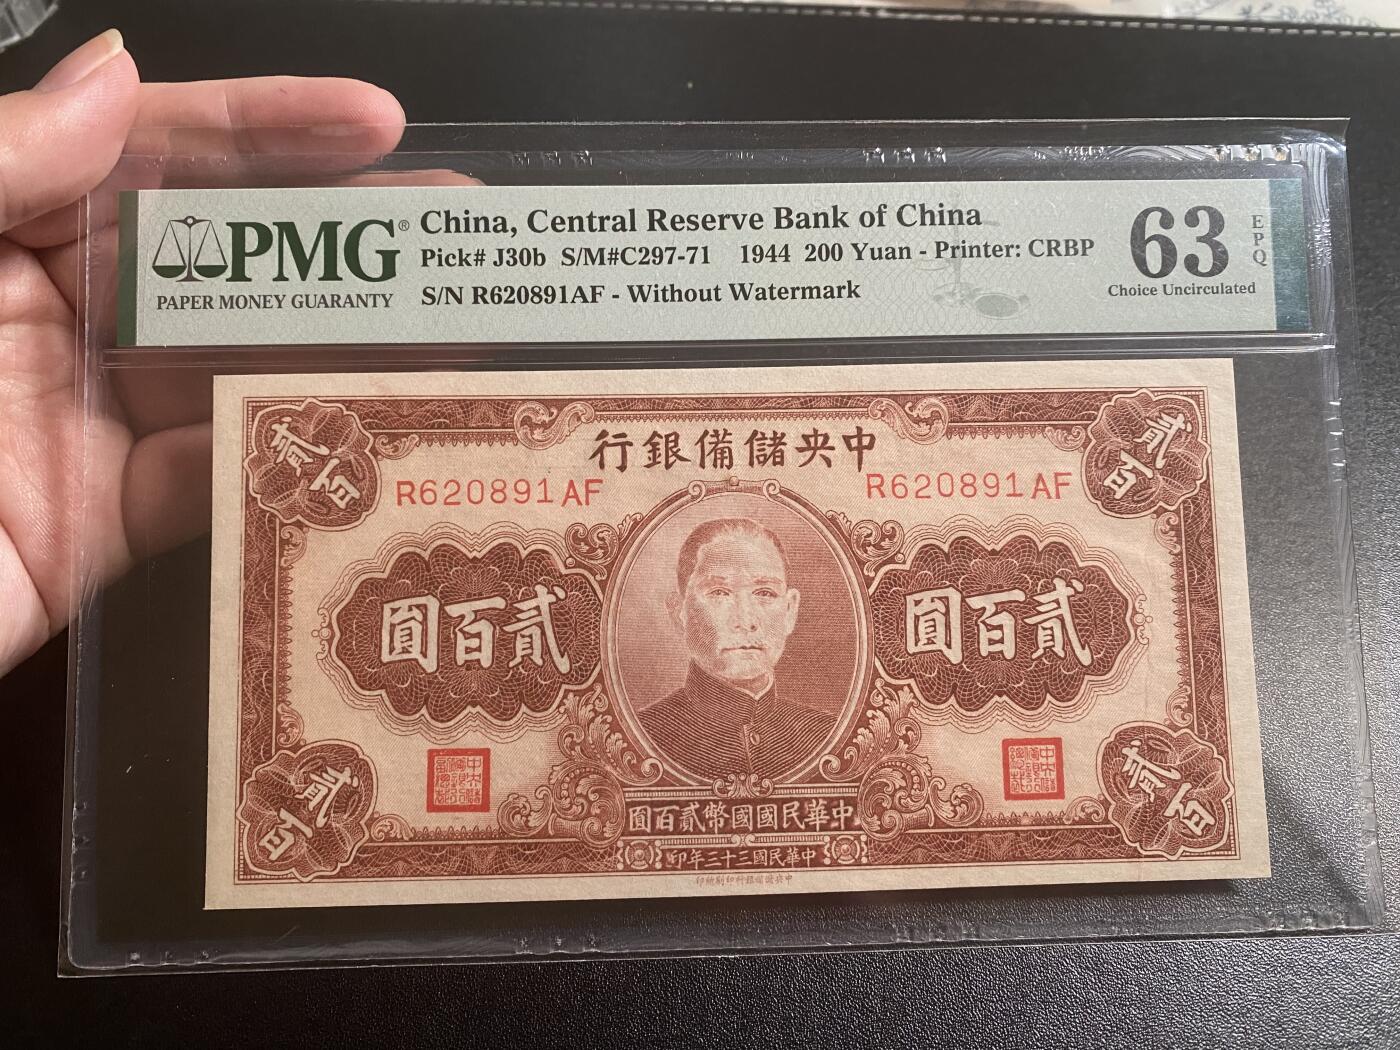 PMG®
PAPER MONEY GUARANTY
China, Central Reserve Bank of China
Pick# J30b S/M#C297-71 1944 200 Yuan - Printer: CRBP
S/N R620891AF - Without Watermark
63
EPQ
Choice Uncirculated
行銀備儲央中
貳百
貳百
R620891AF
R620891AF
圓百貳
圓百貳
貳百
貳百
圓百貳幣國國民華中
印年三十三國民華中